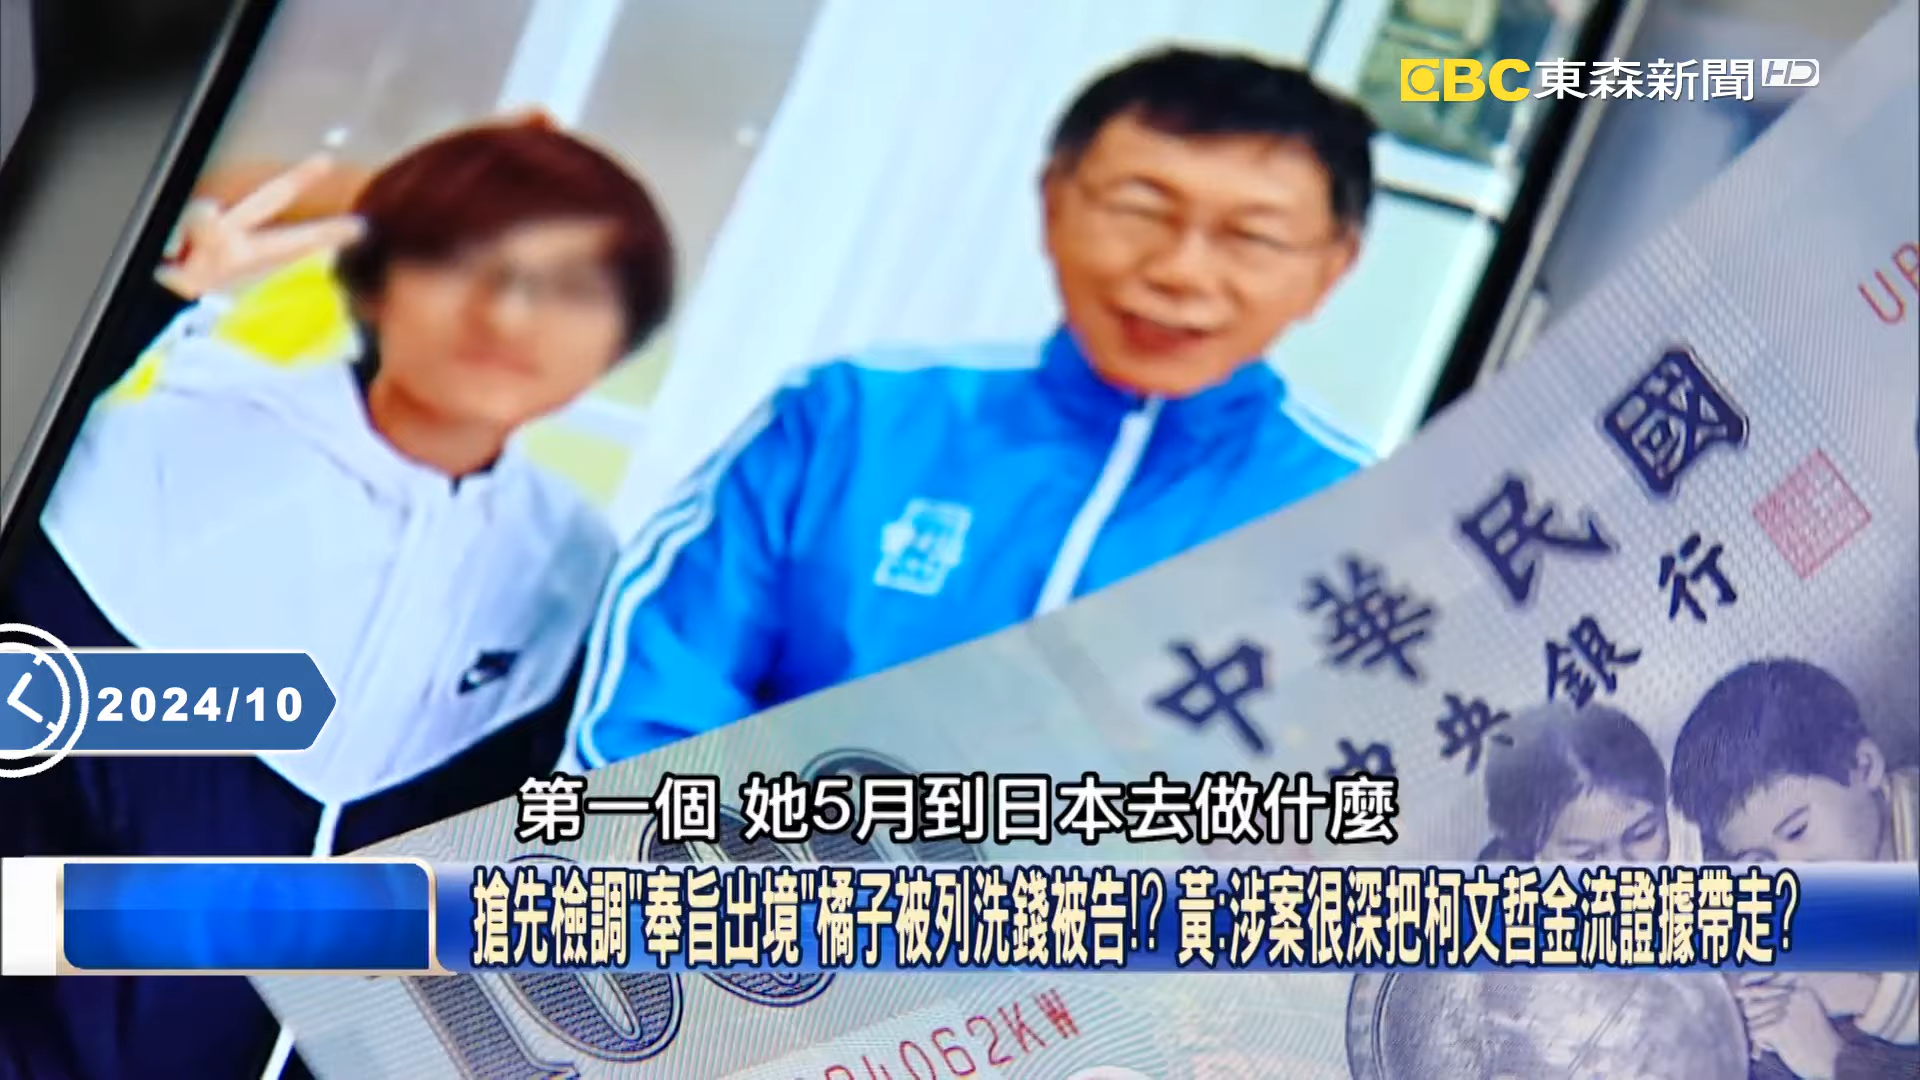 EBC東森新聞HD
UR
中華民國
中央銀行
2024/10
第一個 她5月到日本去做什麼
搶先檢調"奉旨出境"橘子被列洗錢被告!? 黃:涉案很深把柯文哲金流證據帶走?
1000
4062KW